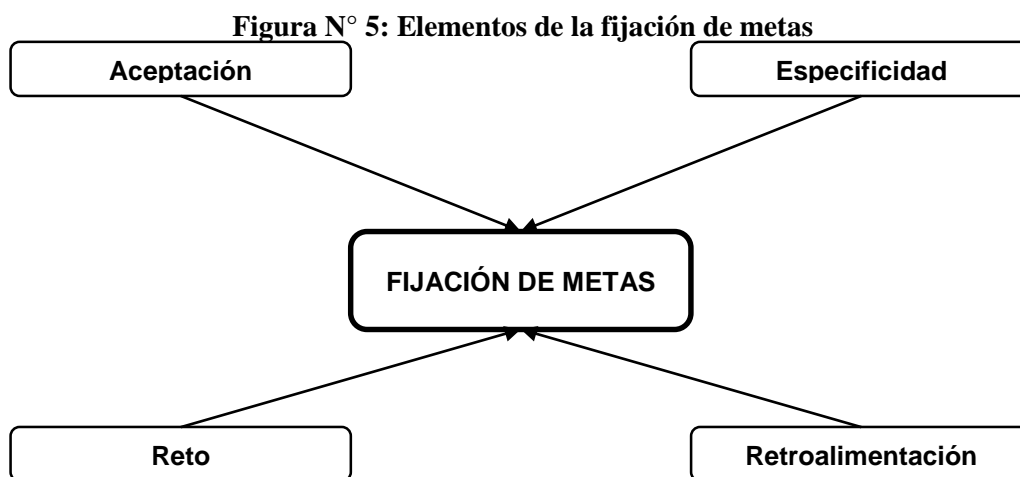 Figura N° 5: Elementos de la fijación de metas
Aceptación
Especificidad
FIJACIÓN DE METAS
Reto
Retroalimentación